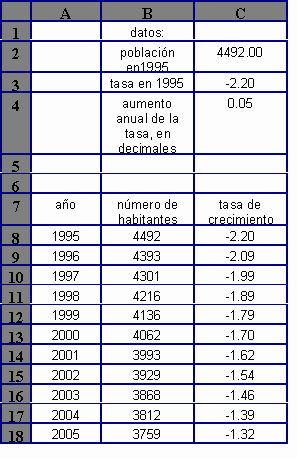 A B C
1 datos:
2 población 4492.00
en1995
3 tasa en 1995 -2.20
4 aumento 0.05
anual de la
tasa, en
decimales
5
6
7 año número de tasa de
habitantes crecimiento
8 1995 4492 -2.20
9 1996 4393 -2.09
10 1997 4301 -1.99
11 1998 4216 -1.89
12 1999 4136 -1.79
13 2000 4062 -1.70
14 2001 3993 -1.62
15 2002 3929 -1.54
16 2003 3868 -1.46
17 2004 3812 -1.39
18 2005 3759 -1.32